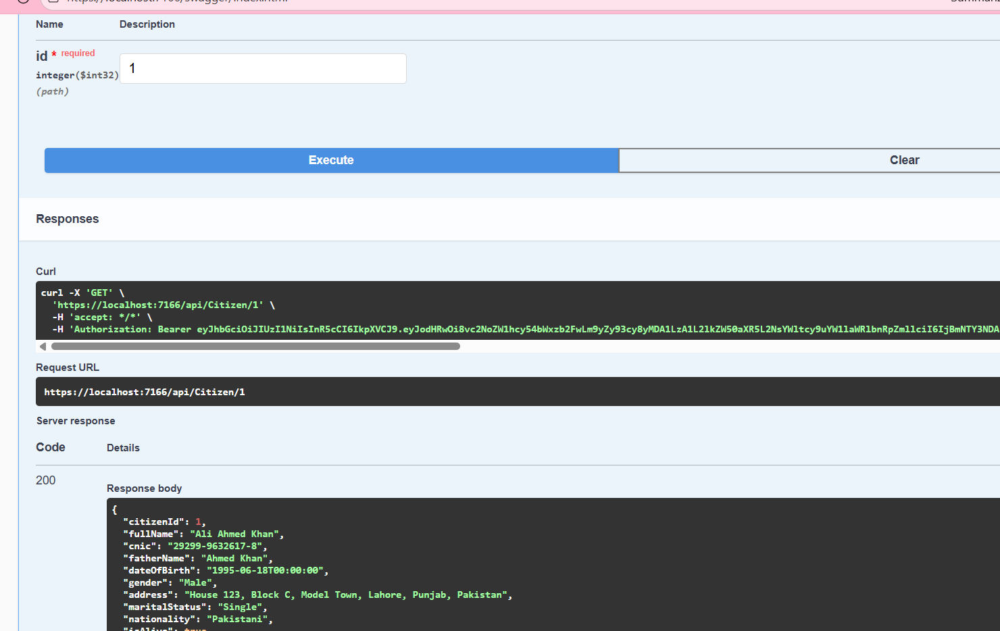 Name Description
id * required
integer($int32)
(path)
1
Execute Clear
Responses
Curl
curl -X 'GET' \
'https://localhost:7166/api/Citizen/1' \
-H 'accept: */*' \
-H 'Authorization: Bearer eyJhbGciOiJIUzI1NiIsInR5cCI6IkpXVCJ9.eyJodHRwOi8vc2NoZW1hcy54bWxzb2FwLm9yZy93cy8yMDA1LzA1L2lkZW50aXR5L2NsYWltcy9uYW1laWRlbnRpZmllciI6IjBmNTY3NDA
Request URL
https://localhost:7166/api/Citizen/1
Server response
Code Details
200
Response body
{
"citizenId": 1,
"fullName": "Ali Ahmed Khan",
"cnic": "29299-9632617-8",
"fatherName": "Ahmed Khan",
"dateOfBirth": "1995-06-18T00:00:00",
"gender": "Male",
"address": "House 123, Block C, Model Town, Lahore, Punjab, Pakistan",
"maritalStatus": "Single",
"nationality": "Pakistani",
"isAlive": true